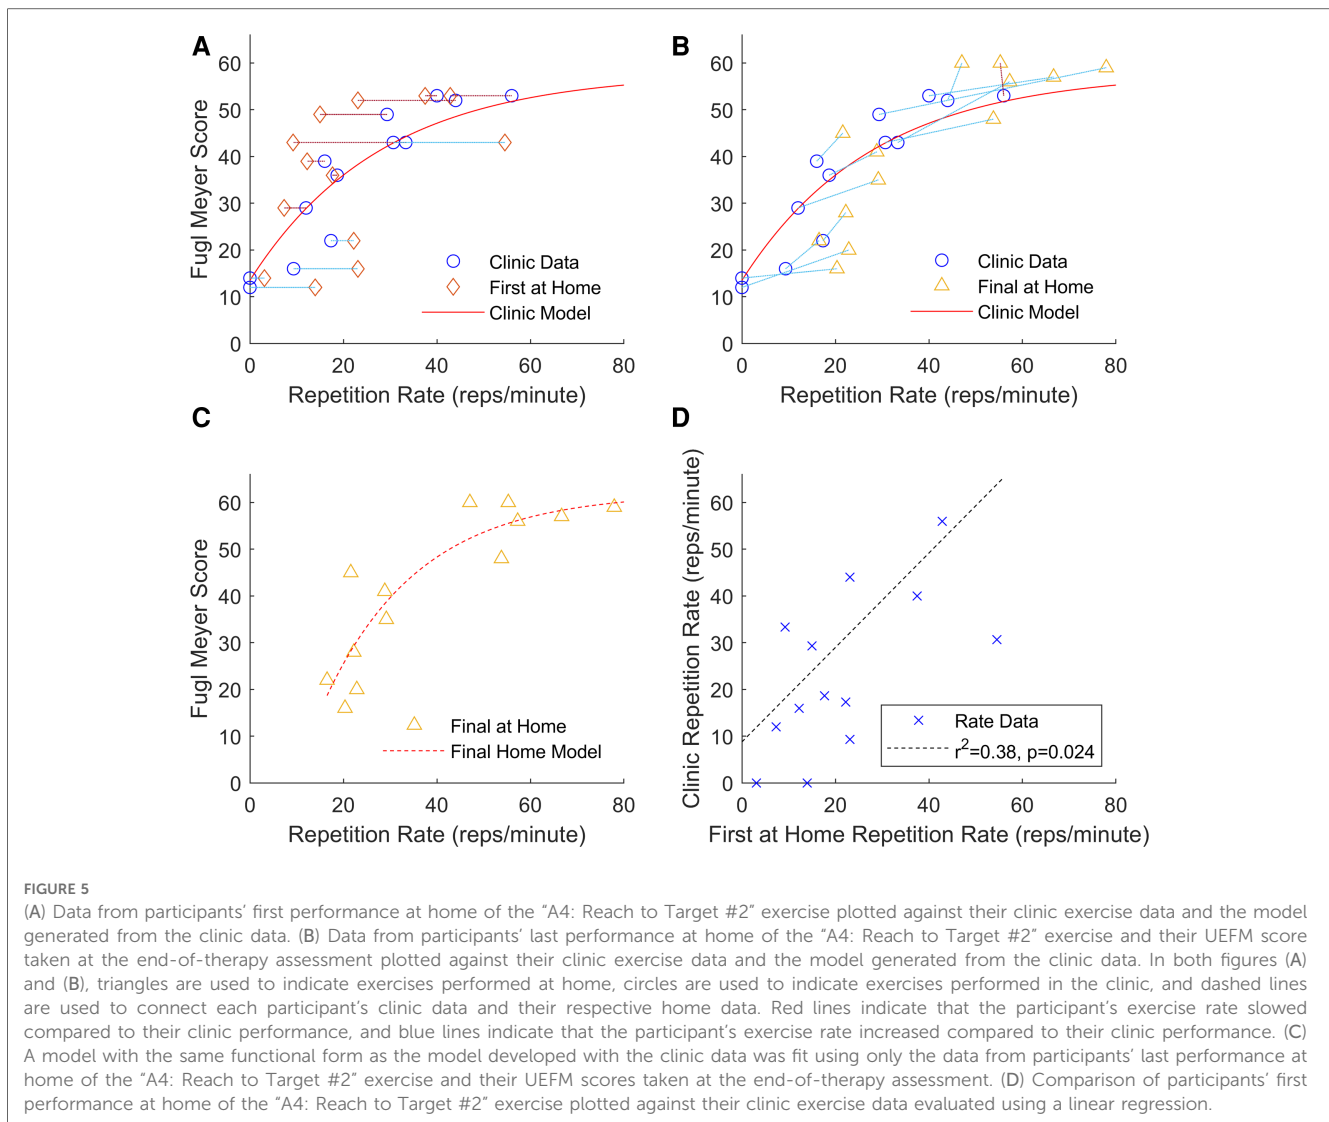 A
Fugl Meyer Score
60
50
40
30
20
10
0
0 20 40 60 80
Repetition Rate (reps/minute)
Clinic Data
First at Home
Clinic Model
B
60
50
40
30
20
10
0
0 20 40 60 80
Repetition Rate (reps/minute)
Clinic Data
Final at Home
Clinic Model
C
Fugl Meyer Score
60
50
40
30
20
10
0
0 20 40 60 80
Repetition Rate (reps/minute)
Final at Home
Final Home Model
D
Clinic Repetition Rate (reps/minute)
60
50
40
30
20
10
0
0 20 40 60 80
First at Home Repetition Rate (reps/minute)
Rate Data
r²=0.38, p=0.024
FIGURE 5
(A) Data from participants’ first performance at home of the “A4: Reach to Target #2” exercise plotted against their clinic exercise data and the model
generated from the clinic data. (B) Data from participants’ last performance at home of the “A4: Reach to Target #2” exercise and their UEFM score
taken at the end-of-therapy assessment plotted against their clinic exercise data and the model generated from the clinic data. In both figures (A)
and (B), triangles are used to indicate exercises performed at home, circles are used to indicate exercises performed in the clinic, and dashed lines
are used to connect each participant’s clinic data and their respective home data. Red lines indicate that the participant’s exercise rate slowed
compared to their clinic performance, and blue lines indicate that the participant’s exercise rate increased compared to their clinic performance. (C)
A model with the same functional form as the model developed with the clinic data was fit using only the data from participants’ last performance at
home of the “A4: Reach to Target #2” exercise and their UEFM scores taken at the end-of-therapy assessment. (D) Comparison of participants’ first
performance at home of the “A4: Reach to Target #2” exercise plotted against their clinic exercise data evaluated using a linear regression.